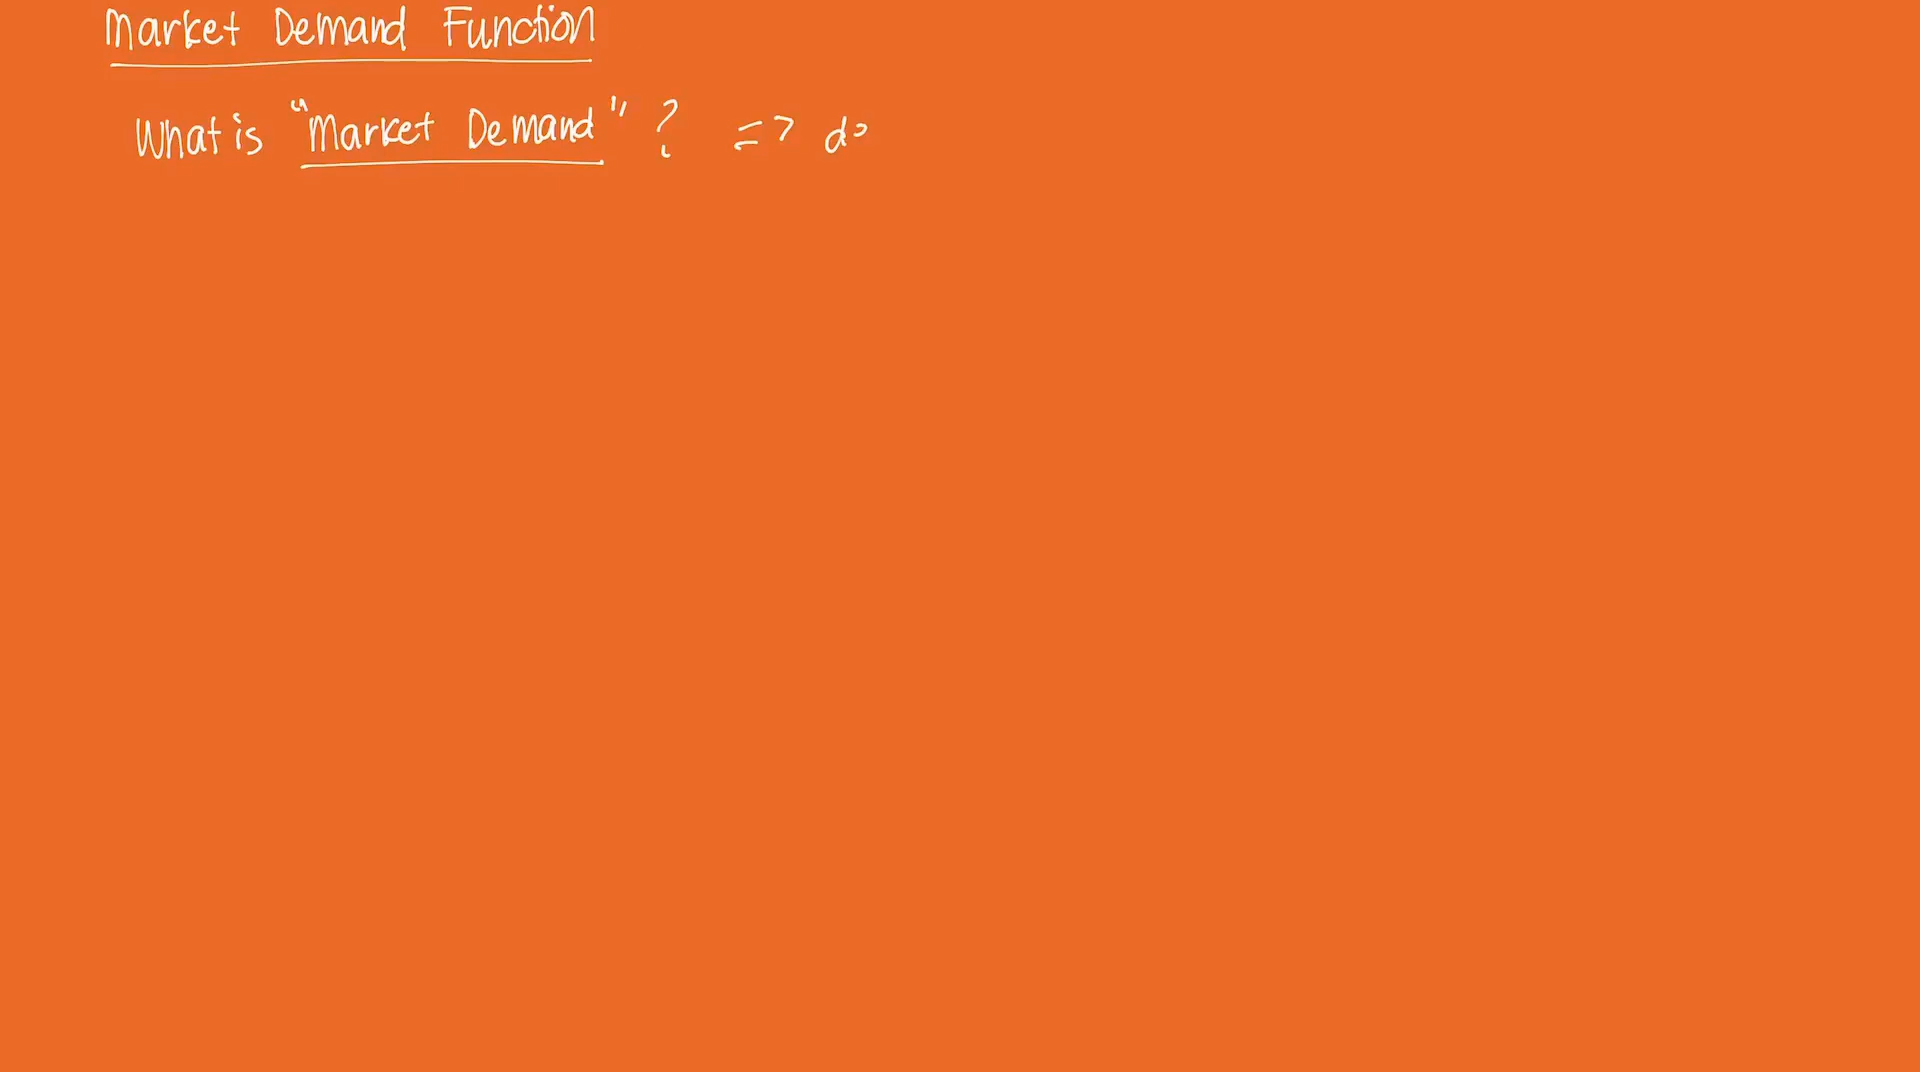 Market Demand Function
What is "Market Demand" ? =>